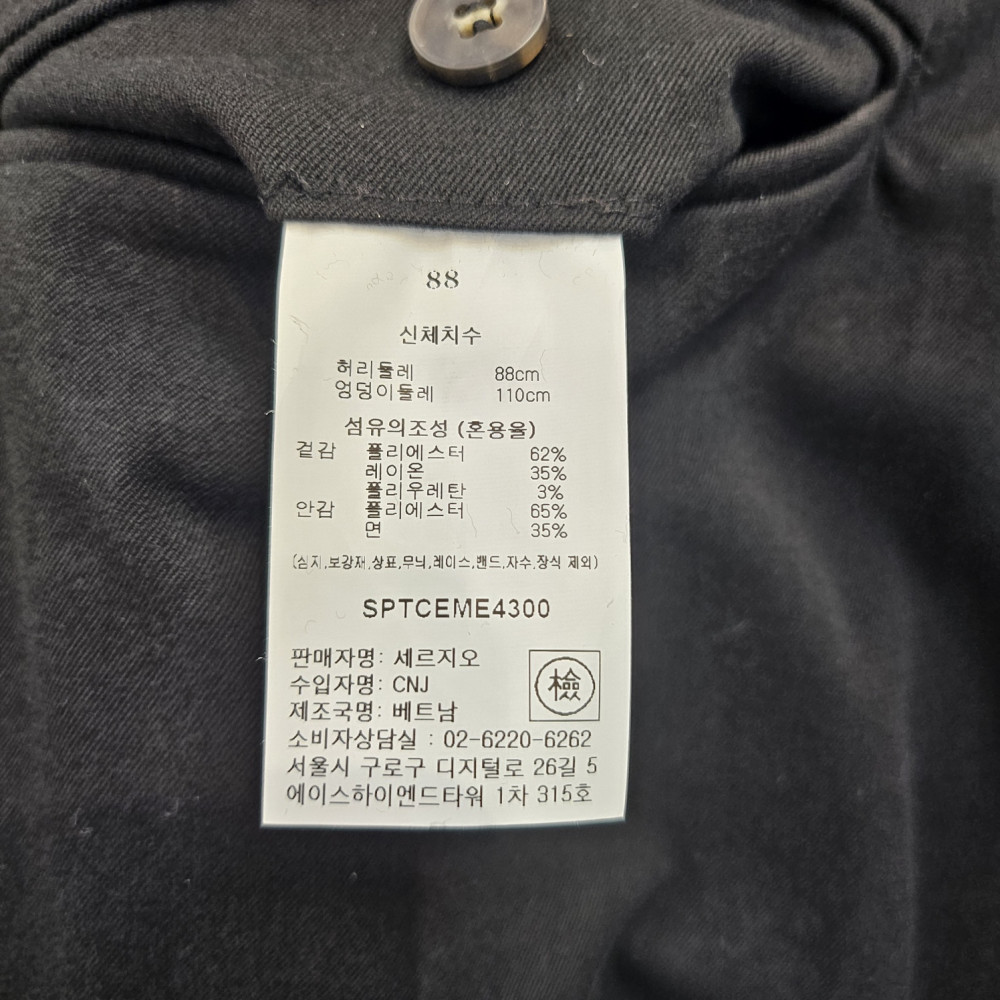 88
신체치수
허리둘레 88cm
엉덩이둘레 110cm
섬유의조성 (혼용율)
겉감 폴리에스터 62%
레이온 35%
폴리우레탄 3%
안감 폴리에스터 65%
면 35%
(심지,보강재,상표,무늬,레이스,밴드,자수,장식 제외)
SPTCEME4300
판매자명: 세르지오
수입자명: CNJ
檢
제조국명: 베트남
소비자상담실 : 02-6220-6262
서울시 구로구 디지털로 26길 5
에이스하이엔드타워 1차 315호